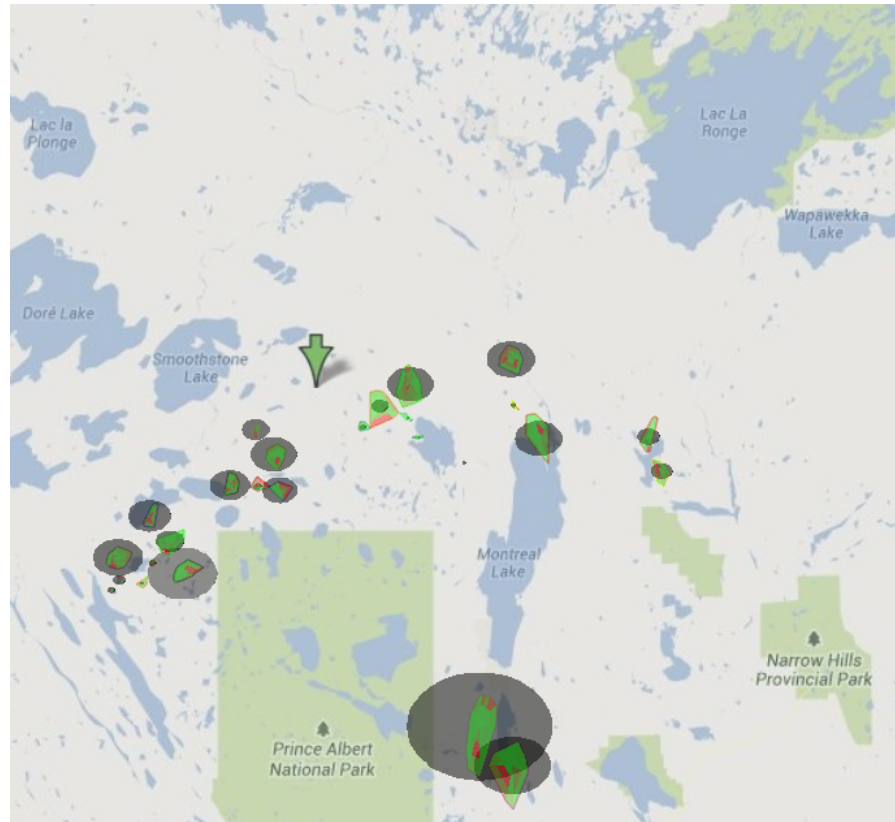 Lac la
Plonge
Lac La
Ronge
Wapawekka
Lake
Doré Lake
Smoothstone
Lake
Montreal
Lake
Narrow Hills
Provincial Park
Prince Albert
National Park